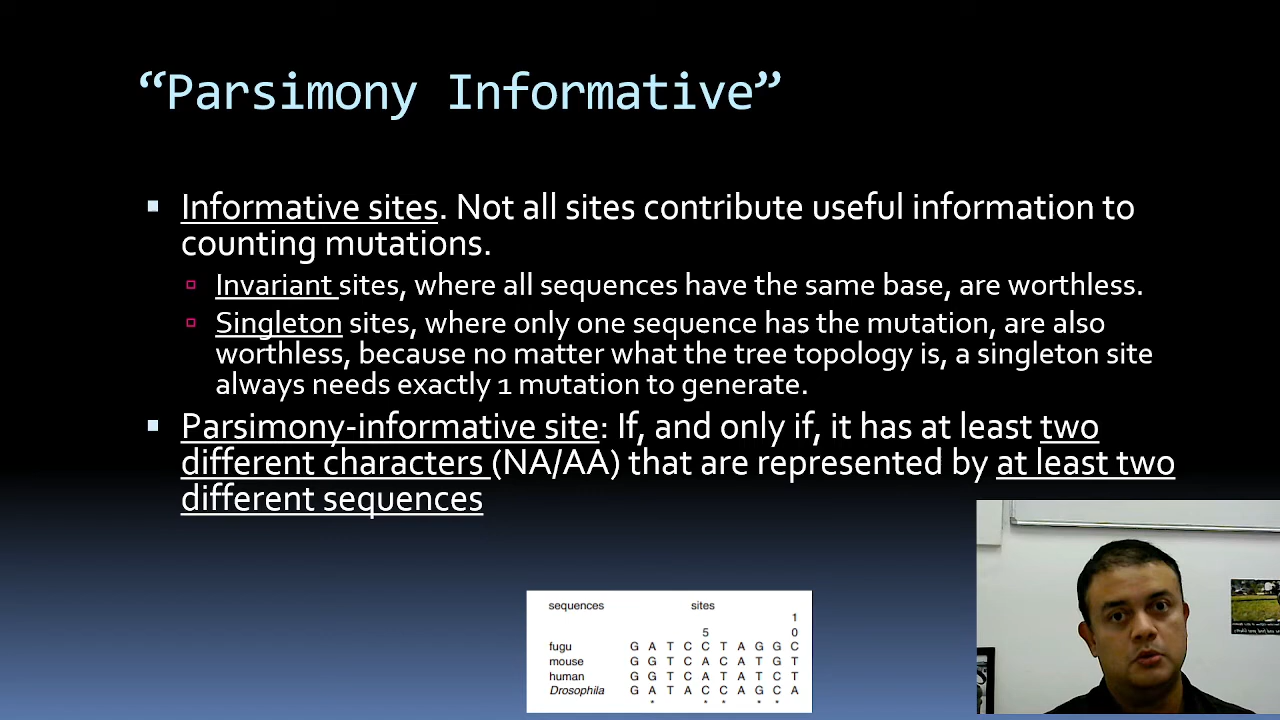 “Parsimony Informative”
Informative sites. Not all sites contribute useful information to
counting mutations.
Invariant sites, where all sequences have the same base, are worthless.
Singleton sites, where only one sequence has the mutation, are also
worthless, because no matter what the tree topology is, a singleton site
always needs exactly 1 mutation to generate.
Parsimony-informative site: If, and only if, it has at least two
different characters (NA/AA) that are represented by at least two
different sequences
sequences sites
1
5 0
fugu G A T C C T A G G C
mouse G G T C A C A T G T
human G G T C A T A T C T
Drosophila G A T A C C A G C A
* * * * *